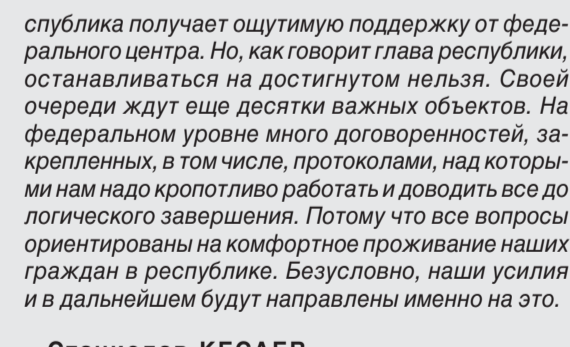 спублика получает ощутимую поддержку от феде-
рального центра. Но, как говорит глава республики,
останавливаться на достигнутом нельзя. Своей
очереди ждут еще десятки важных объектов. На
федеральном уровне много договоренностей, за-
крепленных, в том числе, протоколами, над которы-
ми нам надо кропотливо работать и доводить все до
логического завершения. Потому что все вопросы
ориентированы на комфортное проживание наших
граждан в республике. Безусловно, наши усилия
и в дальнейшем будут направлены именно на это.